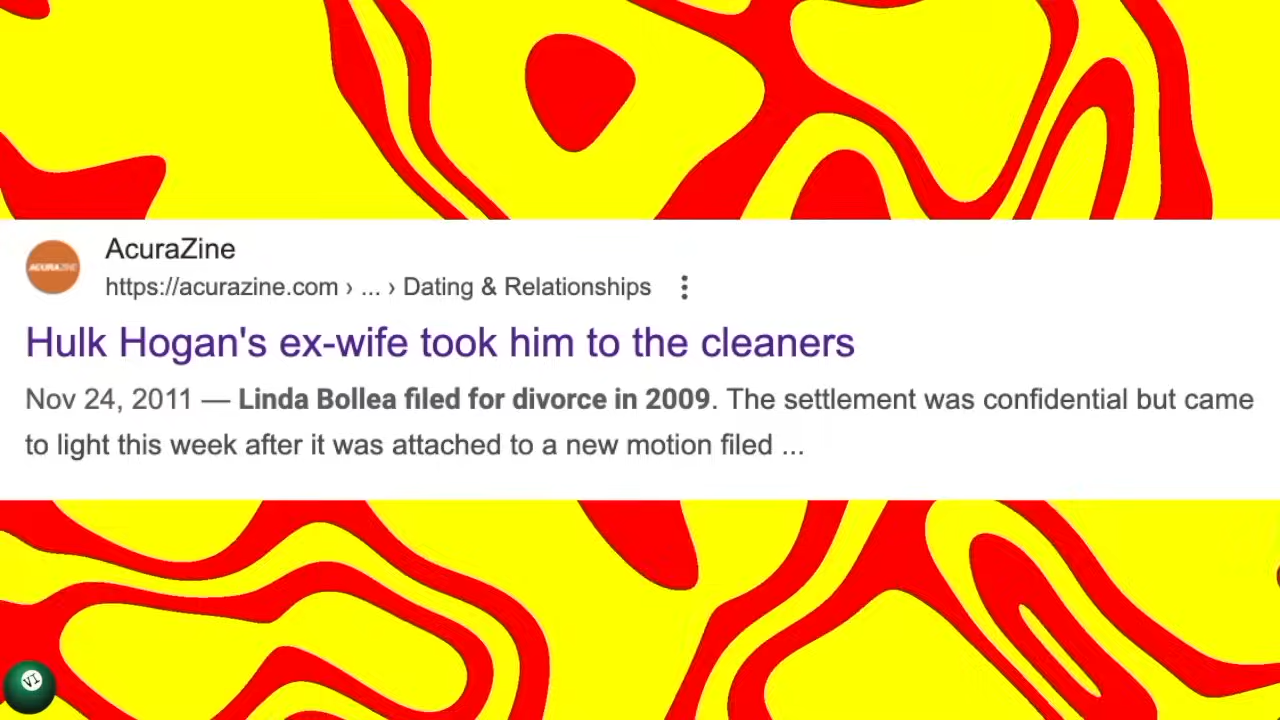 AcuraZine
ACURAZINE
https://acurazine.com › ... › Dating & Relationships
Hulk Hogan's ex-wife took him to the cleaners
Nov 24, 2011 — Linda Bollea filed for divorce in 2009. The settlement was confidential but came
to light this week after it was attached to a new motion filed ...
VI